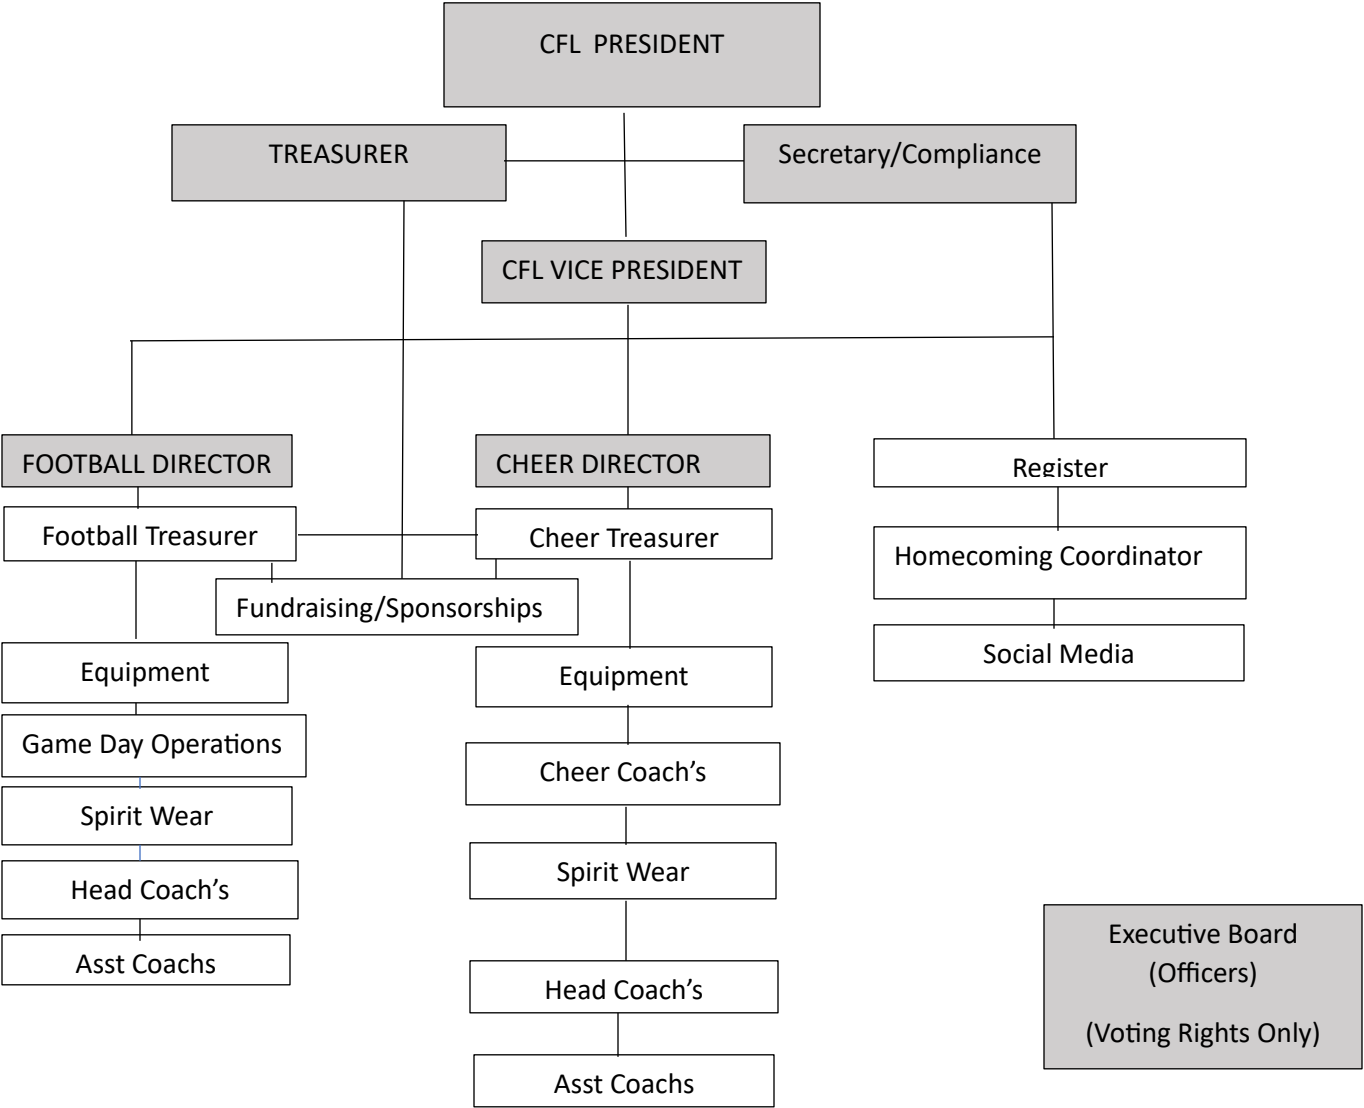 CFL PRESIDENT
TREASURER
Secretary/Compliance
CFL VICE PRESIDENT
FOOTBALL DIRECTOR
CHEER DIRECTOR
Register
Football Treasurer
Cheer Treasurer
Homecoming Coordinator
Fundraising/Sponsorships
Social Media
Equipment
Equipment
Game Day Operations
Cheer Coach’s
Spirit Wear
Spirit Wear
Head Coach’s
Asst Coachs
Head Coach’s
Asst Coachs
Executive Board
(Officers)
(Voting Rights Only)